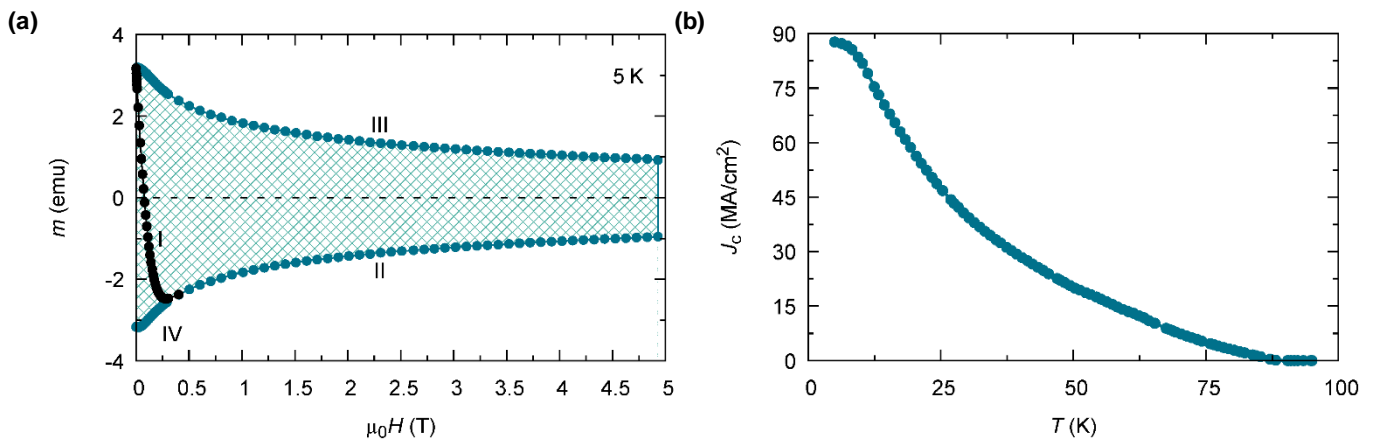 (a)
4
2
0
-2
-4
m (emu)
5 K
III
I
II
IV
0 0.5 1 1.5 2 2.5 3 3.5 4 4.5 5
μ₀H (T)
(b)
90
75
60
45
30
15
0
Jc (MA/cm²)
0 25 50 75 100
T (K)